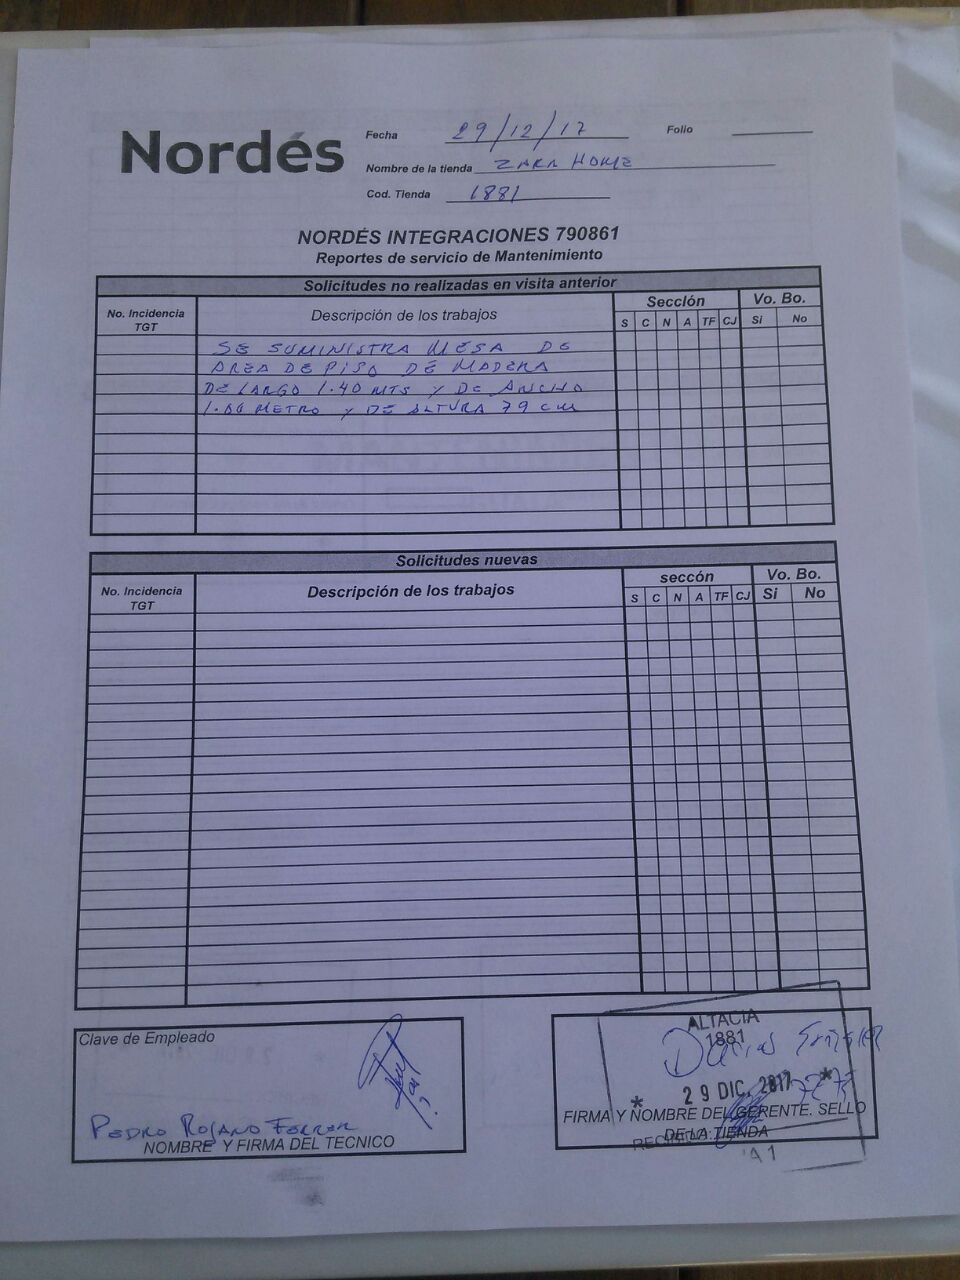 Nordés
Fecha 29/12/17 Folio
Nombre de la tienda ZARA HOME
Cod. Tienda 1881
NORDÉS INTEGRACIONES 790861
Reportes de servicio de Mantenimiento
Solicitudes no realizadas en visita anterior
No. Incidencia TGT Descripción de los trabajos Sección Vo. Bo.
S C N A TF CJ Si No
SE SUMINISTRA MESA DE
AREA DE PISO DE MADERA
DE LARGO 1.40 MTS Y DE ANCHO
1.00 METRO Y DE ALTURA 79 CM
Solicitudes nuevas
No. Incidencia TGT Descripción de los trabajos seccón Vo. Bo.
S C N A TF CJ Si No
Clave de Empleado
PEDRO ROJANO FERRER
NOMBRE Y FIRMA DEL TECNICO
ALTACIA
1881
29 DIC. 2017
FIRMA Y NOMBRE DEL GERENTE. SELLO
DE LA TIENDA